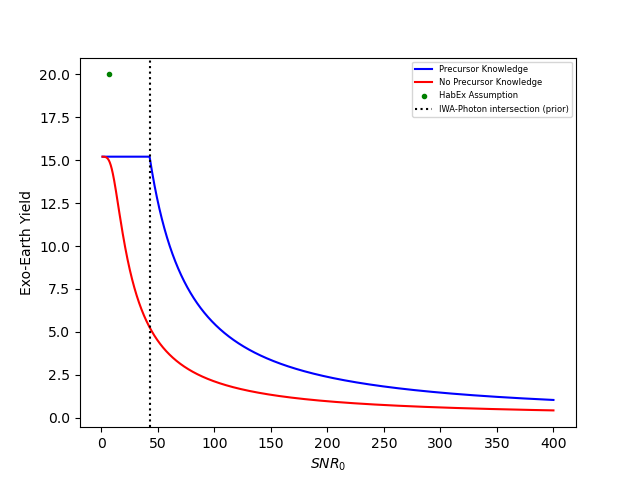 Precursor Knowledge
No Precursor Knowledge
HabEx Assumption
IWA-Photon intersection (prior)
20.0
17.5
15.0
12.5
10.0
7.5
5.0
2.5
0.0
Exo-Earth Yield
0 50 100 150 200 250 300 350 400
SNR₀